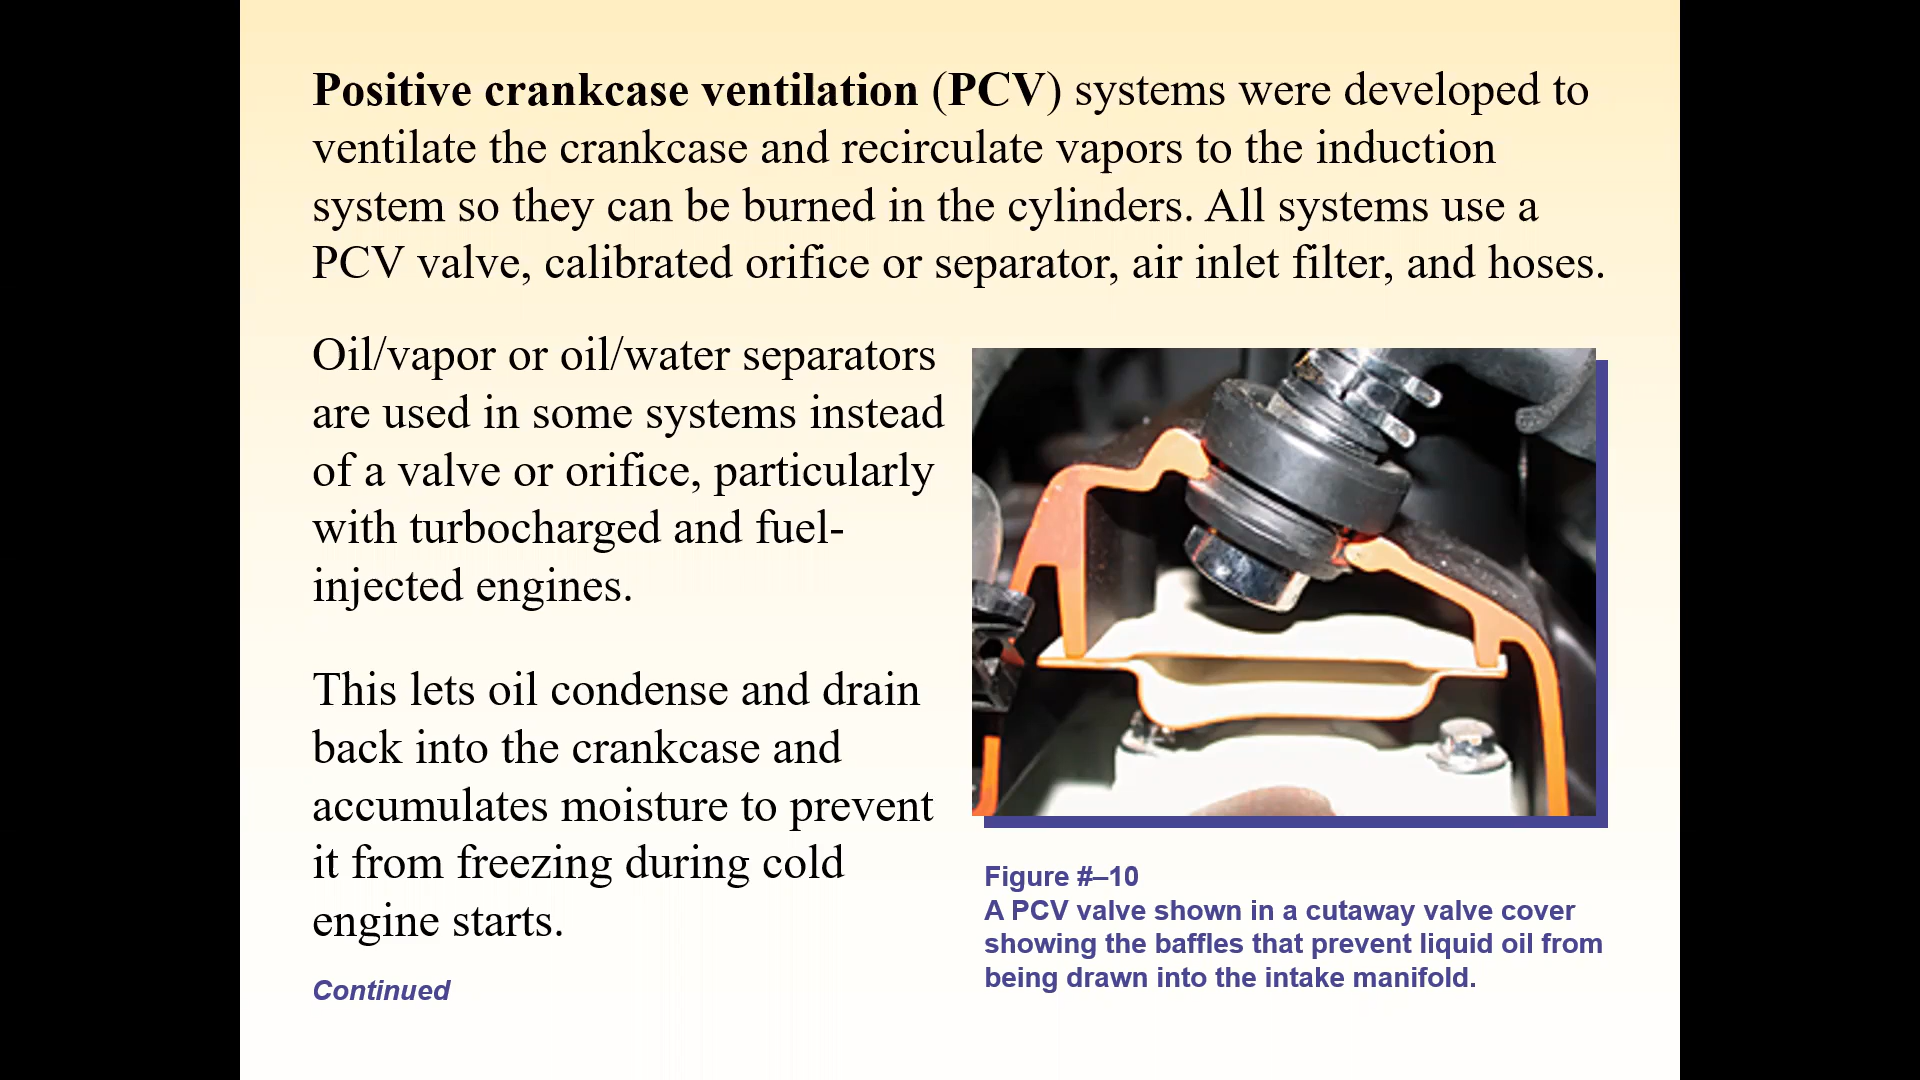 Positive crankcase ventilation (PCV) systems were developed to
ventilate the crankcase and recirculate vapors to the induction
system so they can be burned in the cylinders. All systems use a
PCV valve, calibrated orifice or separator, air inlet filter, and hoses.
Oil/vapor or oil/water separators
are used in some systems instead
of a valve or orifice, particularly
with turbocharged and fuel-
injected engines.
This lets oil condense and drain
back into the crankcase and
accumulates moisture to prevent
it from freezing during cold
engine starts.
Continued
Figure #–10
A PCV valve shown in a cutaway valve cover
showing the baffles that prevent liquid oil from
being drawn into the intake manifold.